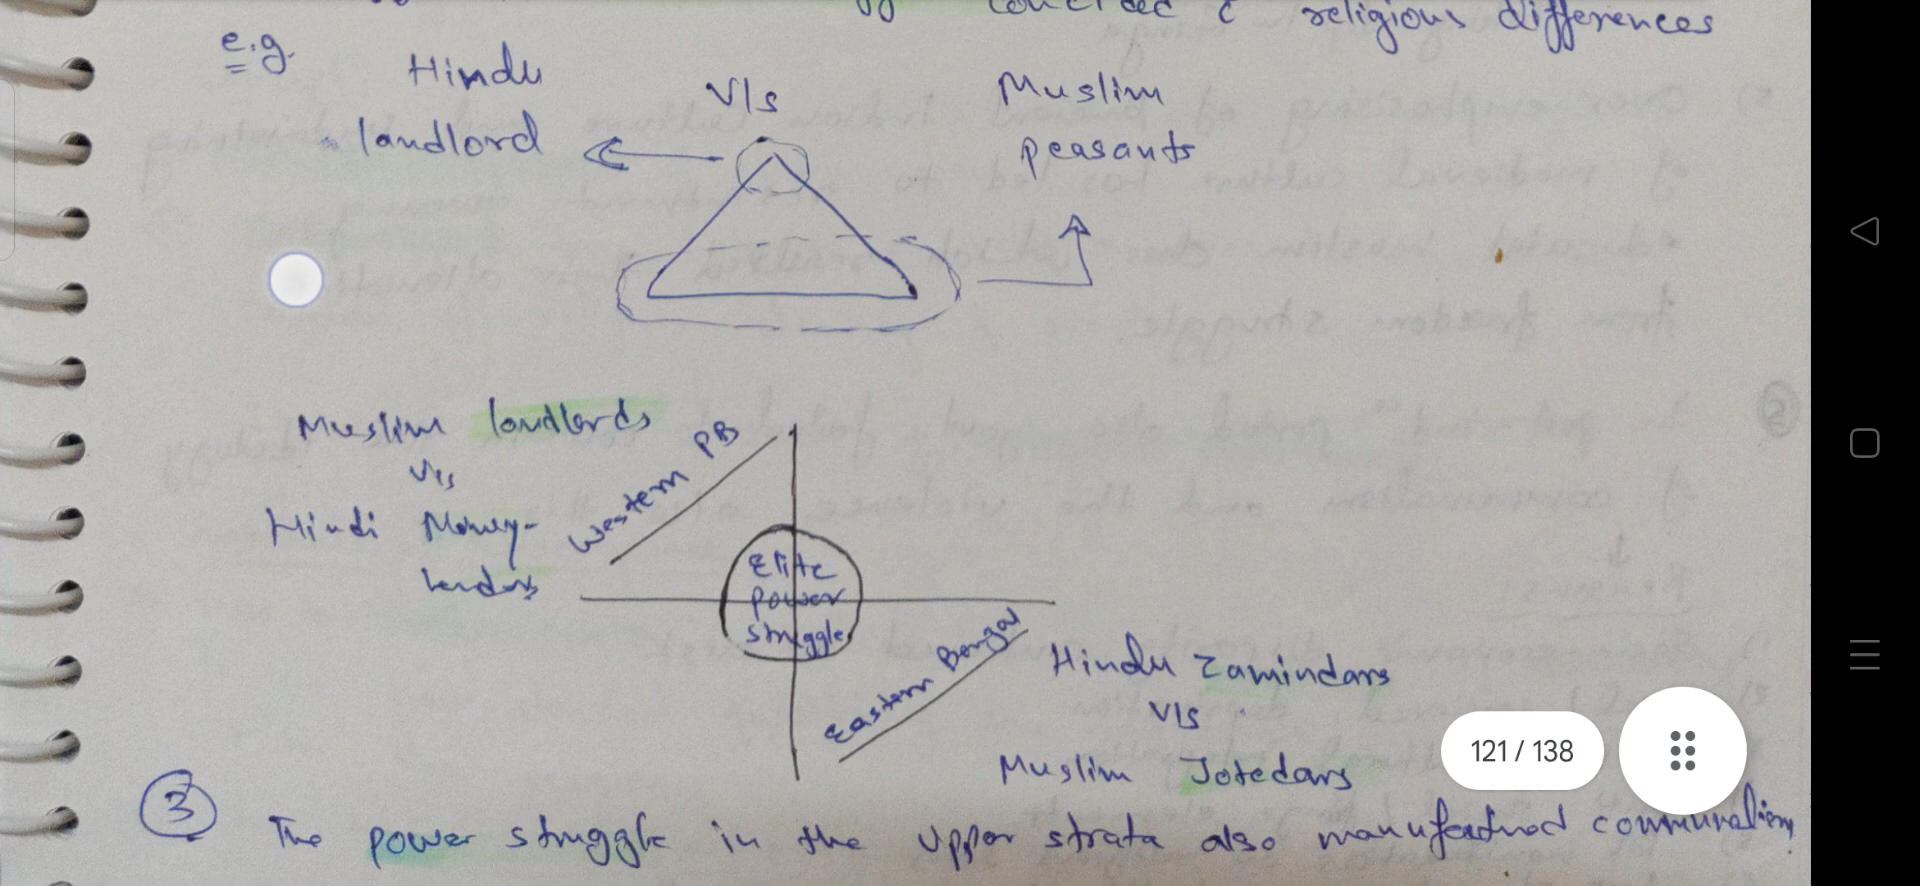 religious differences
e.g. Hindu V/s Muslim
landlord peasants
Muslim landlords
V/s
Hindi Money-
lenders
Western PB
Elite
power
struggle
Eastern Bengal
Hindu Zamindars
V/s
Muslim Jotedars
121 / 138
3 The power struggle in the upper strata also manufactured communalism